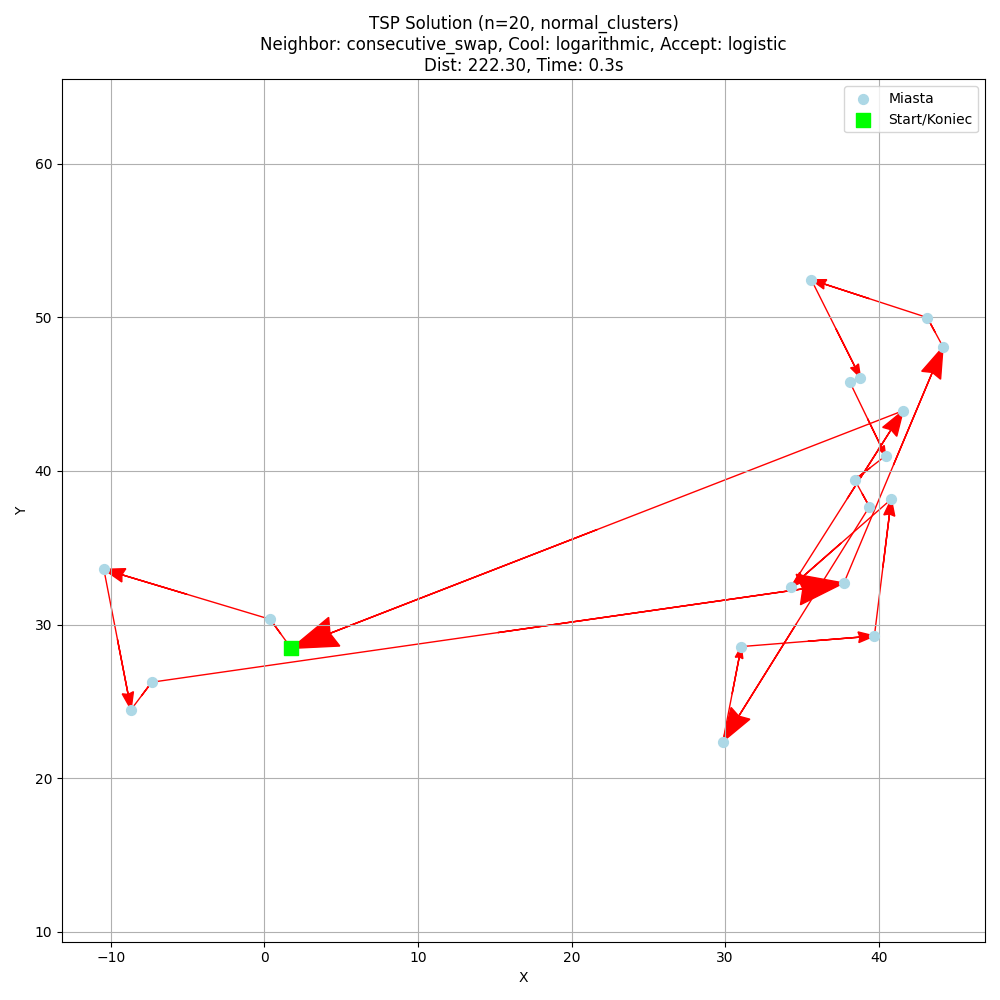 TSP Solution (n=20, normal_clusters)
Neighbor: consecutive_swap, Cool: logarithmic, Accept: logistic
Dist: 222.30, Time: 0.3s
Miasta
Start/Koniec
60
50
40
30
20
10
Y
−10
0
10
20
30
40
X